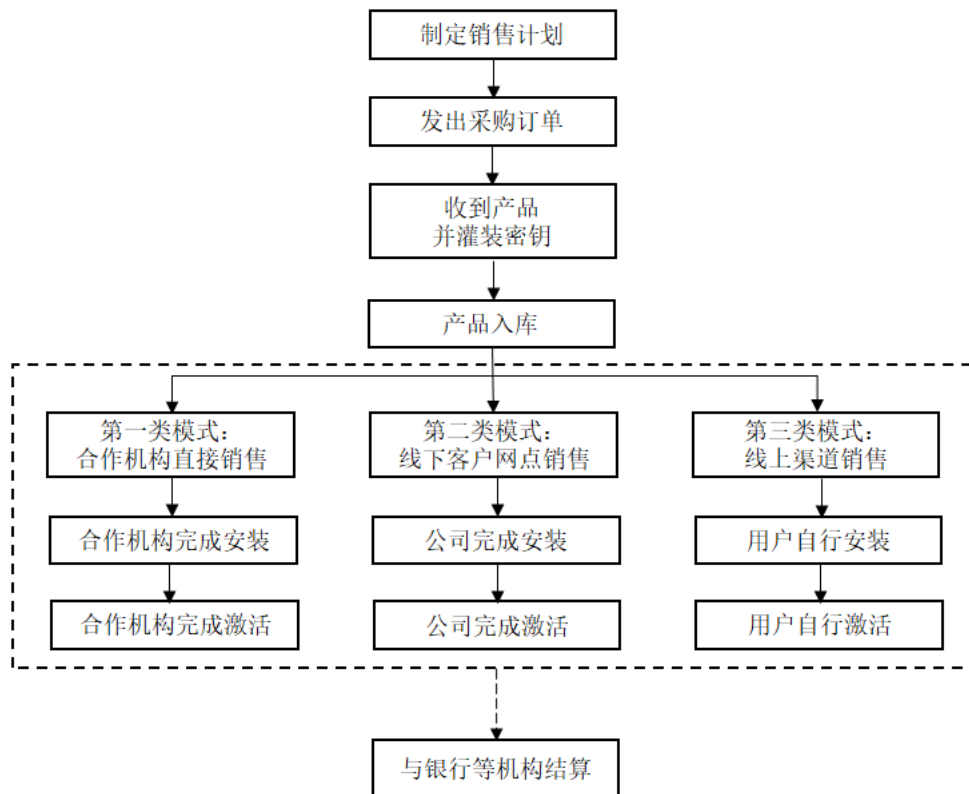 制定销售计划
发出采购订单
收到产品
并灌装密钥
产品入库
第一类模式：
合作机构直接销售
第二类模式：
线下客户网点销售
第三类模式：
线上渠道销售
合作机构完成安装
公司完成安装
用户自行安装
合作机构完成激活
公司完成激活
用户自行激活
与银行等机构结算